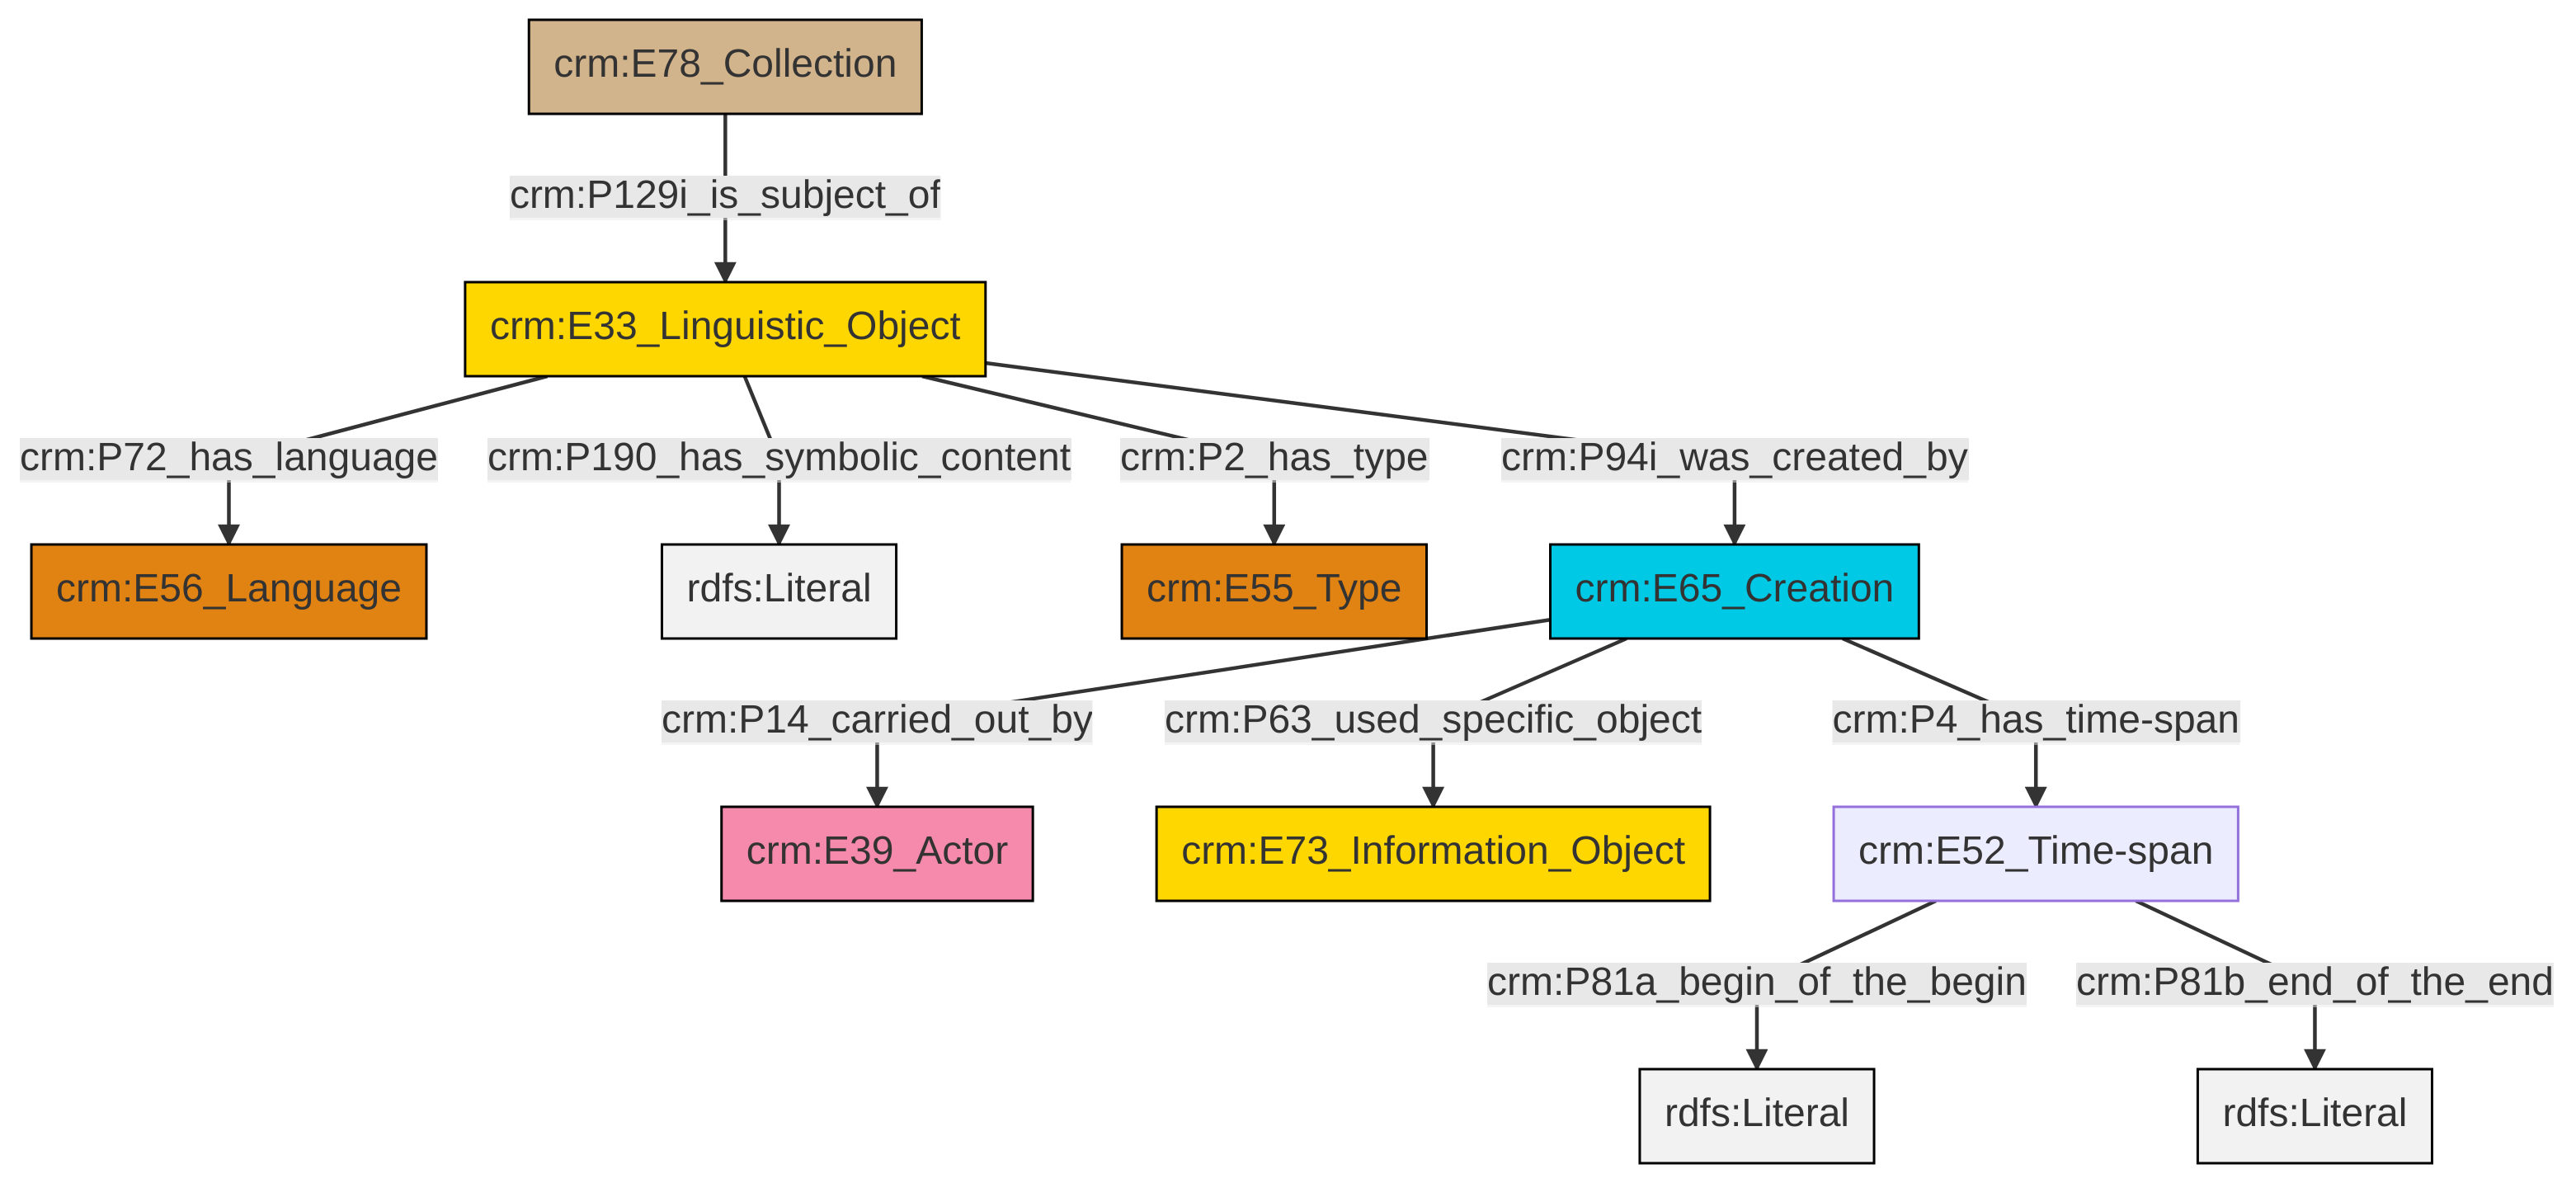 crm:E78_Collection
crm:P129i_is_subject_of
crm:E33_Linguistic_Object
crm:P72_has_language
crm:P190_has_symbolic_content
crm:P2_has_type
crm:P94i_was_created_by
crm:E56_Language
rdfs:Literal
crm:E55_Type
crm:E65_Creation
crm:P14_carried_out_by
crm:P63_used_specific_object
crm:P4_has_time-span
crm:E39_Actor
crm:E73_Information_Object
crm:E52_Time-span
crm:P81a_begin_of_the_begin
crm:P81b_end_of_the_end
rdfs:Literal
rdfs:Literal